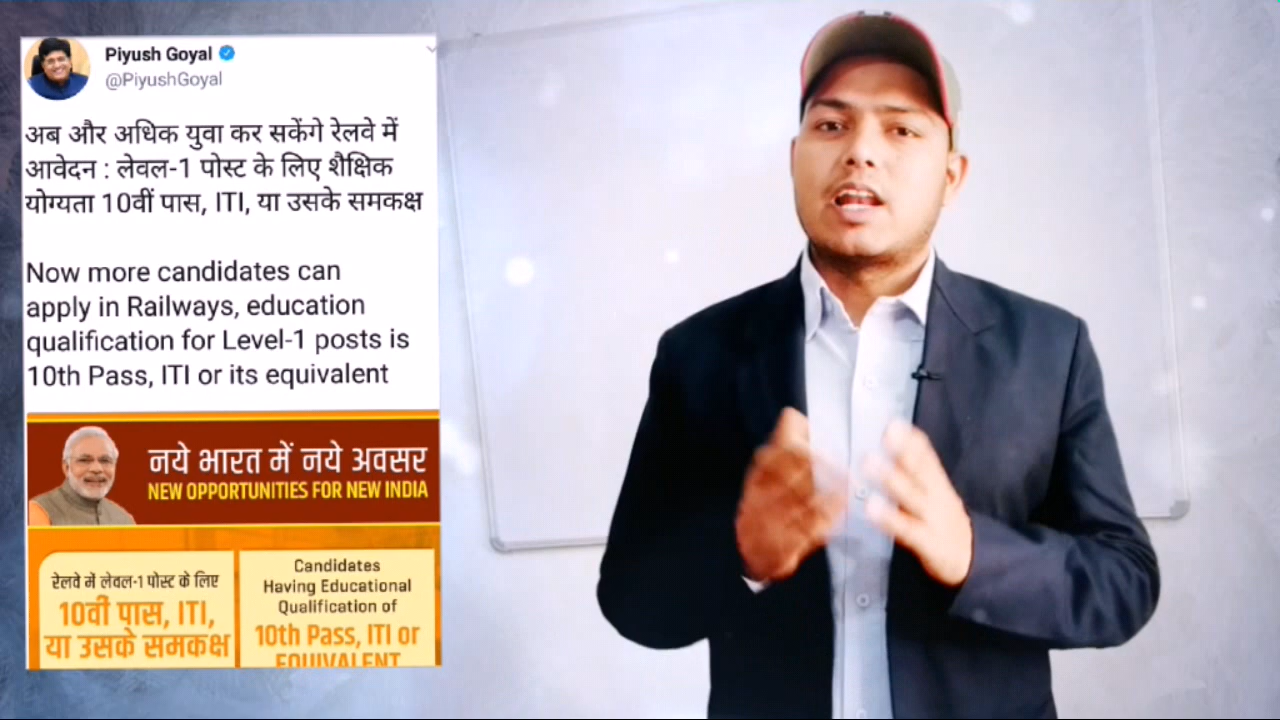 Piyush Goyal
@PiyushGoyal
अब और अधिक युवा कर सकेंगे रेलवे में
आवेदन : लेवल-1 पोस्ट के लिए शैक्षिक
योग्यता 10वीं पास, ITI, या उसके समकक्ष
Now more candidates can
apply in Railways, education
qualification for Level-1 posts is
10th Pass, ITI or its equivalent
नये भारत में नये अवसर
NEW OPPORTUNITIES FOR NEW INDIA
रेलवे में लेवल-1 पोस्ट के लिए
10वीं पास, ITI,
या उसके समकक्ष
Candidates
Having Educational
Qualification of
10th Pass, ITI or
EQUIVALENT